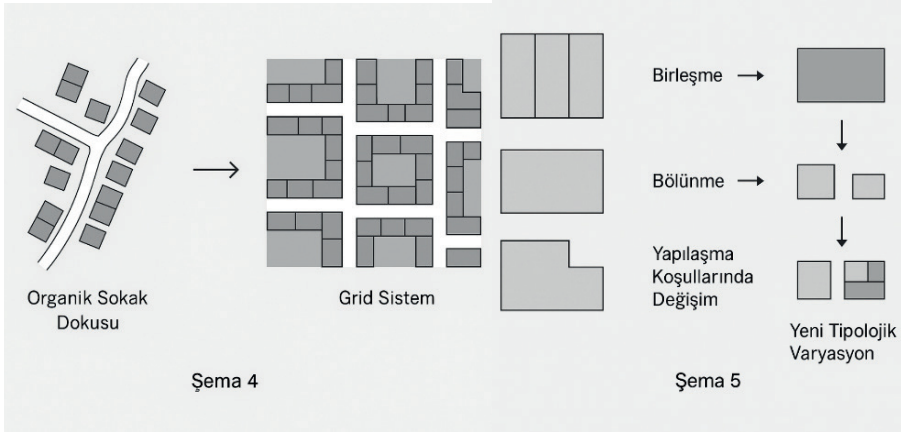 Organik Sokak
Dokusu
Grid Sistem
Şema 4
Birleşme
Bölünme
Yapılaşma
Koşullarında
Değişim
Yeni Tipolojik
Varyasyon
Şema 5